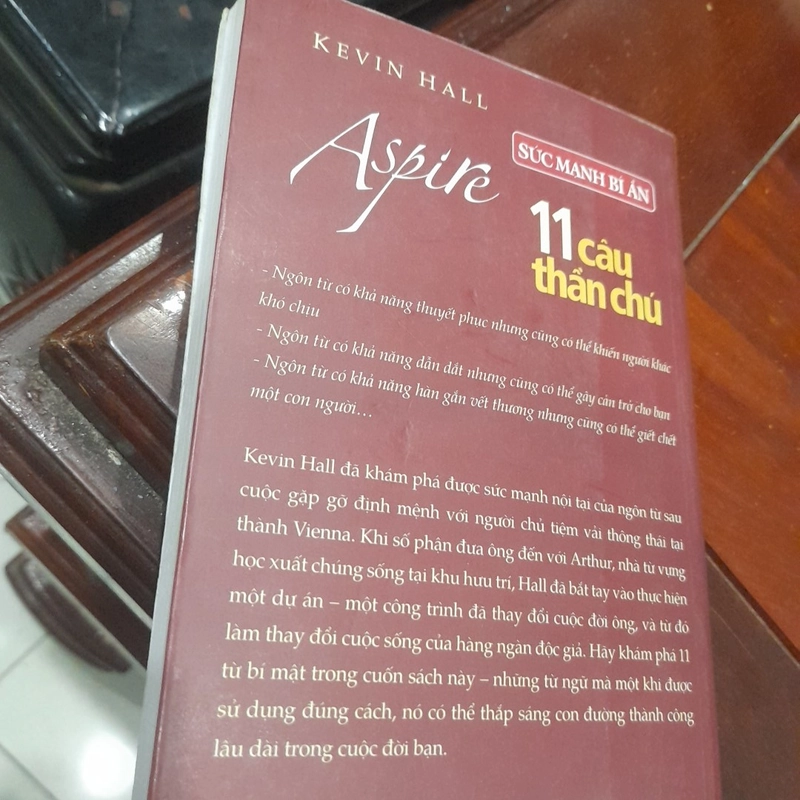 KEVIN HALL
Aspire
SỨC MẠNH BÍ ẨN
11 câu
thần chú
- Ngôn từ có khả năng thuyết phục nhưng cũng có thể khiến người khác
khó chịu
- Ngôn từ có khả năng dẫn dắt nhưng cũng có thể gây cản trở cho bạn
- Ngôn từ có khả năng hàn gắn vết thương nhưng cũng có thể giết chết
một con người...
Kevin Hall đã khám phá được sức mạnh nội tại của ngôn từ sau
cuộc gặp gỡ định mệnh với người chủ tiệm vải thông thái tại
thành Vienna. Khi số phận đưa ông đến với Arthur, nhà từ vựng
học xuất chúng sống tại khu hưu trí, Hall đã bắt tay vào thực hiện
một dự án – một công trình đã thay đổi cuộc đời ông, và từ đó
làm thay đổi cuộc sống của hàng ngàn độc giả. Hãy khám phá 11
từ bí mật trong cuốn sách này – những từ ngữ mà một khi được
sử dụng đúng cách, nó có thể thắp sáng con đường thành công
lâu dài trong cuộc đời bạn.